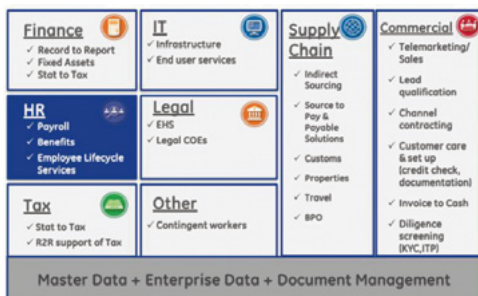 Finance
✓ Record to Report
✓ Fixed Assets
✓ Stat to Tax
IT
✓ Infrastructure
✓ End user services
HR
✓ Payroll
✓ Benefits
✓ Employee Lifecycle
Services
Legal
✓ EHS
✓ Legal COEs
Tax
✓ Stat to Tax
✓ R2R support of Tax
Other
✓ Contingent workers
Supply
Chain
✓ Indirect
Sourcing
✓ Source to
Pay &
Payable
Solutions
✓ Customs
✓ Properties
✓ Travel
✓ BPO
Commercial
✓ Telemarketing/
Sales
✓ Lead
qualification
✓ Channel
contracting
✓ Customer care
& set up
(credit check,
documentation)
✓ Invoice to Cash
✓ Diligence
screening
(KYC,ITP)
Master Data + Enterprise Data + Document Management